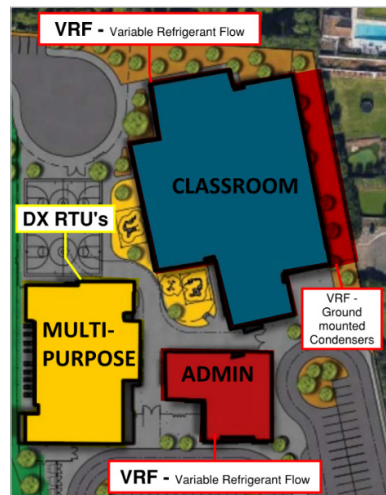 VRF - Variable Refrigerant Flow
CLASSROOM
DX RTU's
VRF -
Ground
mounted
Condensers
MULTI-
PURPOSE
ADMIN
VRF - Variable Refrigerant Flow